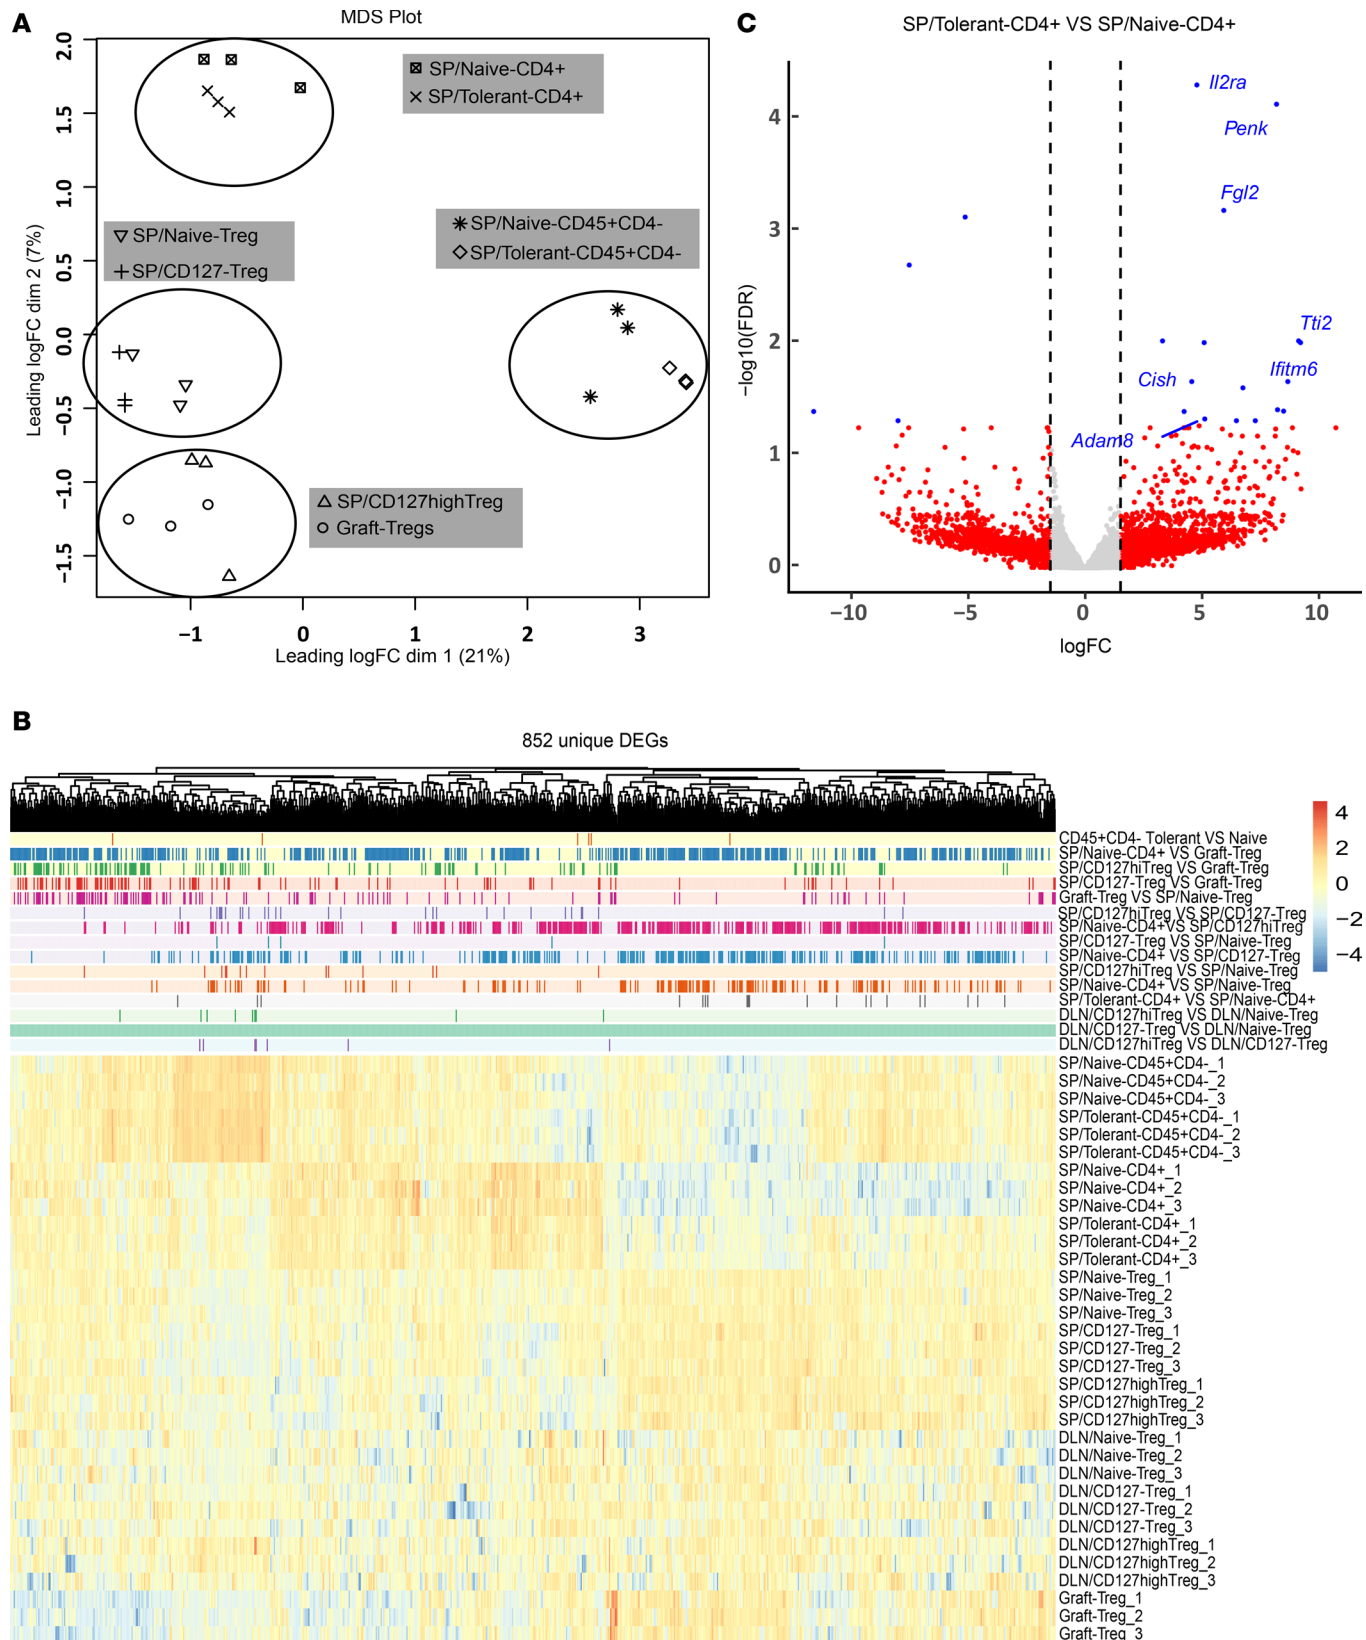 A
MDS Plot
2.0
1.5
1.0
0.5
0.0
−0.5
−1.0
−1.5
Leading logFC dim 2 (7%)
SP/Naive-CD4+
SP/Tolerant-CD4+
SP/Naive-Treg
SP/CD127-Treg
SP/Naive-CD45+CD4-
SP/Tolerant-CD45+CD4-
SP/CD127highTreg
Graft-Tregs
−1
0
1
2
3
Leading logFC dim 1 (21%)
C
SP/Tolerant-CD4+ VS SP/Naive-CD4+
4
3
2
1
0
−log10(FDR)
Il2ra
Penk
Fgl2
Tti2
Ifitm6
Cish
Adam8
−10
−5
0
5
10
logFC
B
852 unique DEGs
4
2
0
−2
−4
CD45+CD4- Tolerant VS Naive
SP/Naive-CD4+ VS Graft-Treg
SP/CD127hiTreg VS Graft-Treg
SP/CD127-Treg VS Graft-Treg
Graft-Treg VS SP/Naive-Treg
SP/CD127hiTreg VS SP/CD127-Treg
SP/Naive-CD4+VS SP/CD127hiTreg
SP/CD127-Treg VS SP/Naive-Treg
SP/Naive-CD4+ VS SP/CD127-Treg
SP/CD127hiTreg VS SP/Naive-Treg
SP/Naive-CD4+ VS SP/Naive-Treg
SP/Tolerant-CD4+ VS SP/Naive-CD4+
DLN/CD127hiTreg VS DLN/Naive-Treg
DLN/CD127-Treg VS DLN/Naive-Treg
DLN/CD127hiTreg VS DLN/CD127-Treg
SP/Naive-CD45+CD4-_1
SP/Naive-CD45+CD4-_2
SP/Naive-CD45+CD4-_3
SP/Tolerant-CD45+CD4-_1
SP/Tolerant-CD45+CD4-_2
SP/Tolerant-CD45+CD4-_3
SP/Naive-CD4+_1
SP/Naive-CD4+_2
SP/Naive-CD4+_3
SP/Tolerant-CD4+_1
SP/Tolerant-CD4+_2
SP/Tolerant-CD4+_3
SP/Naive-Treg_1
SP/Naive-Treg_2
SP/Naive-Treg_3
SP/CD127-Treg_1
SP/CD127-Treg_2
SP/CD127-Treg_3
SP/CD127highTreg_1
SP/CD127highTreg_2
SP/CD127highTreg_3
DLN/Naive-Treg_1
DLN/Naive-Treg_2
DLN/Naive-Treg_3
DLN/CD127-Treg_1
DLN/CD127-Treg_2
DLN/CD127-Treg_3
DLN/CD127highTreg_1
DLN/CD127highTreg_2
DLN/CD127highTreg_3
Graft-Treg_1
Graft-Treg_2
Graft-Treg_3